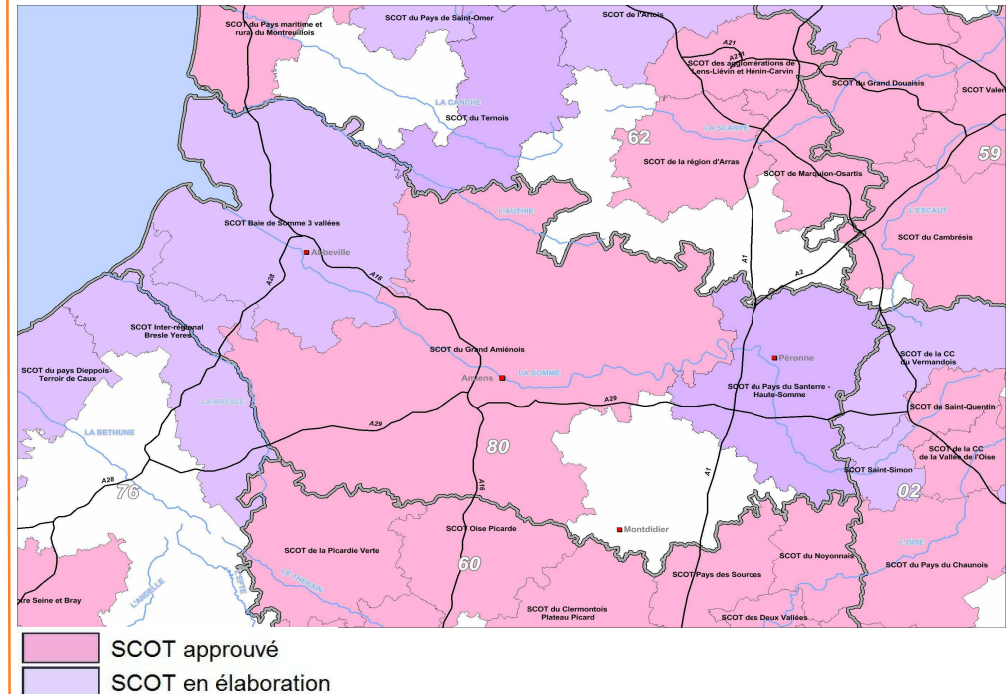 SCOT du Pays de Saint-Omer
SCOT de l'Artois
SCOT du Pays maritime et
rural du Montreuillois
A21
A211
SCOT des agglomérations de
Lens-Liévin et Henin-Carvin
SCOT du Grand Douaisis
SCOT Valen
LA CANCHE
SCOT du Ternois
62
LA SCARPE
59
SCOT de la région d'Arras
SCOT de Marquion-Osartis
L'AUTHIE
L'ESCAUT
SCOT Baie de Somme 3 vallées
SCOT du Cambrésis
Abbeville
A28
A16
A1
A2
SCOT Inter-régional
Bresle Yeres
SCOT du Grand Amiénois
Péronne
SCOT de la CC
du Vermandois
SCOT du pays Dieppois-
Terroir de Caux
Amiens
LA SOMME
SCOT du Pays du Santerre -
Haute-Somme
LA BRESLE
A29
SCOT de Saint-Quentin
LA BETHUNE
A29
80
SCOT de la CC
de la Vallée de l'Oise
A28
76
A16
A1
SCOT Saint-Simon
02
SCOT Oise Picarde
Montdidier
L'OISE
SCOT de la Picardie Verte
60
SCOT du Noyonnais
SCOT du Pays du Chaunois
LE THERAIN
SCOT Pays des Sources
L'ANDELLE
L'EPTE
tre Seine et Bray
SCOT du Clermontois
Plateau Picard
SCOT des Deux Vallées
SCOT approuvé
SCOT en élaboration